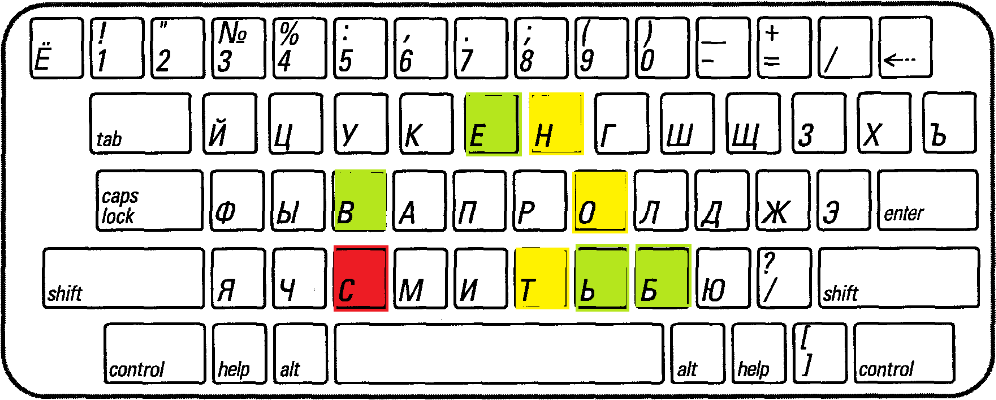 Ё ! 1 " 2 № 3 % 4 : 5 , 6 . 7 ; 8 ( 9 ) 0 — - + = / <---
tab Й Ц У К Е Н Г Ш Щ З Х Ъ
caps lock Ф Ы В А П Р О Л Д Ж Э enter
shift Я Ч С М И Т Ь Б Ю ? / shift
control help alt alt help [ ] control